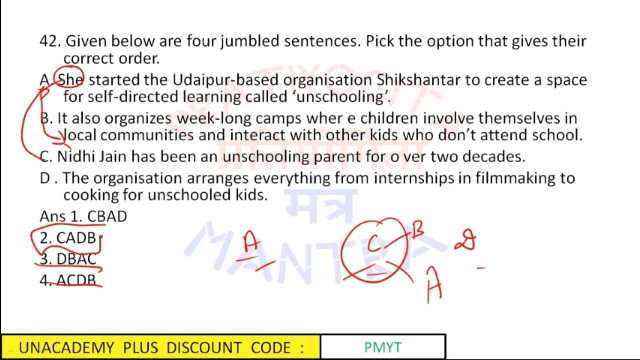 42. Given below are four jumbled sentences. Pick the option that gives their
correct order.
A. She started the Udaipur-based organisation Shikshantar to create a space
for self-directed learning called ‘unschooling’.
B. It also organizes week-long camps wher e children involve themselves in
local communities and interact with other kids who don’t attend school.
C. Nidhi Jain has been an unschooling parent for o ver two decades.
D . The organisation arranges everything from internships in filmmaking to
cooking for unschooled kids.
Ans 1. CBAD
2. CADB
3. DBAC
4. ACDB
A C B D
A
प्रतियोगिता
मंत्र
MANTRA
UNACADEMY PLUS DISCOUNT CODE : PMYT